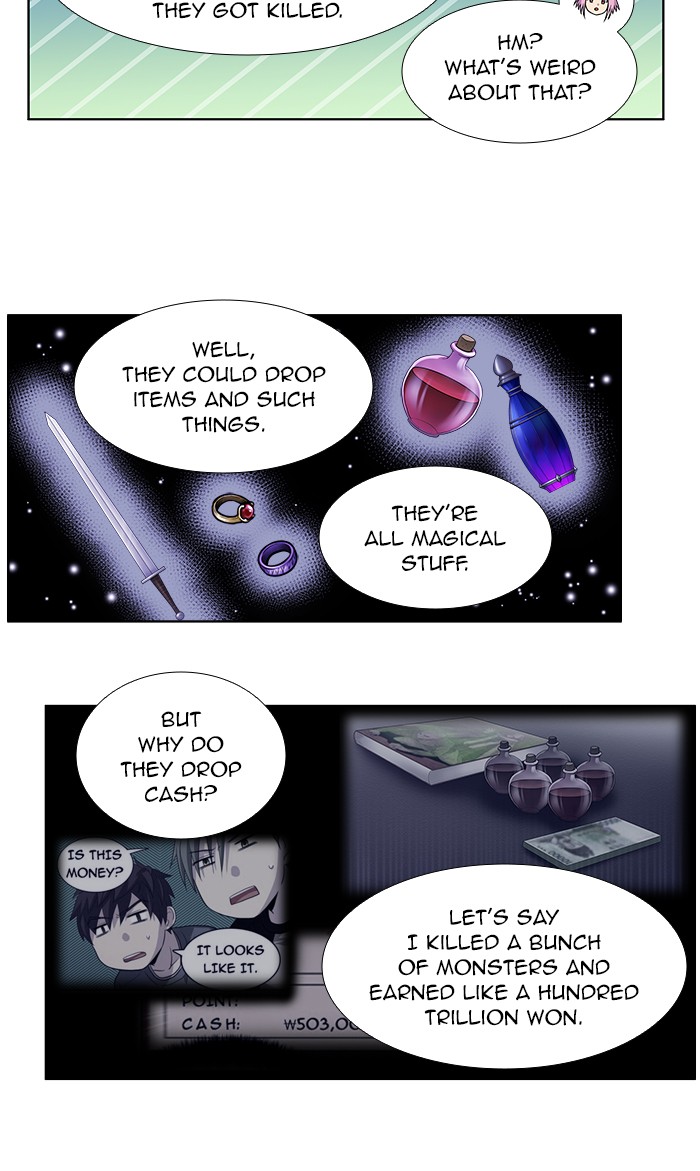 THEY GOT KILLED.
HM?
WHAT'S WEIRD
ABOUT THAT?
WELL,
THEY COULD DROP
ITEMS AND SUCH
THINGS.
THEY'RE
ALL MAGICAL
STUFF.
BUT
WHY DO
THEY DROP
CASH?
IS THIS
MONEY?
IT LOOKS
LIKE IT.
POINT:
CASH: ₩503,00
LET'S SAY
I KILLED A BUNCH
OF MONSTERS AND
EARNED LIKE A HUNDRED
TRILLION WON.